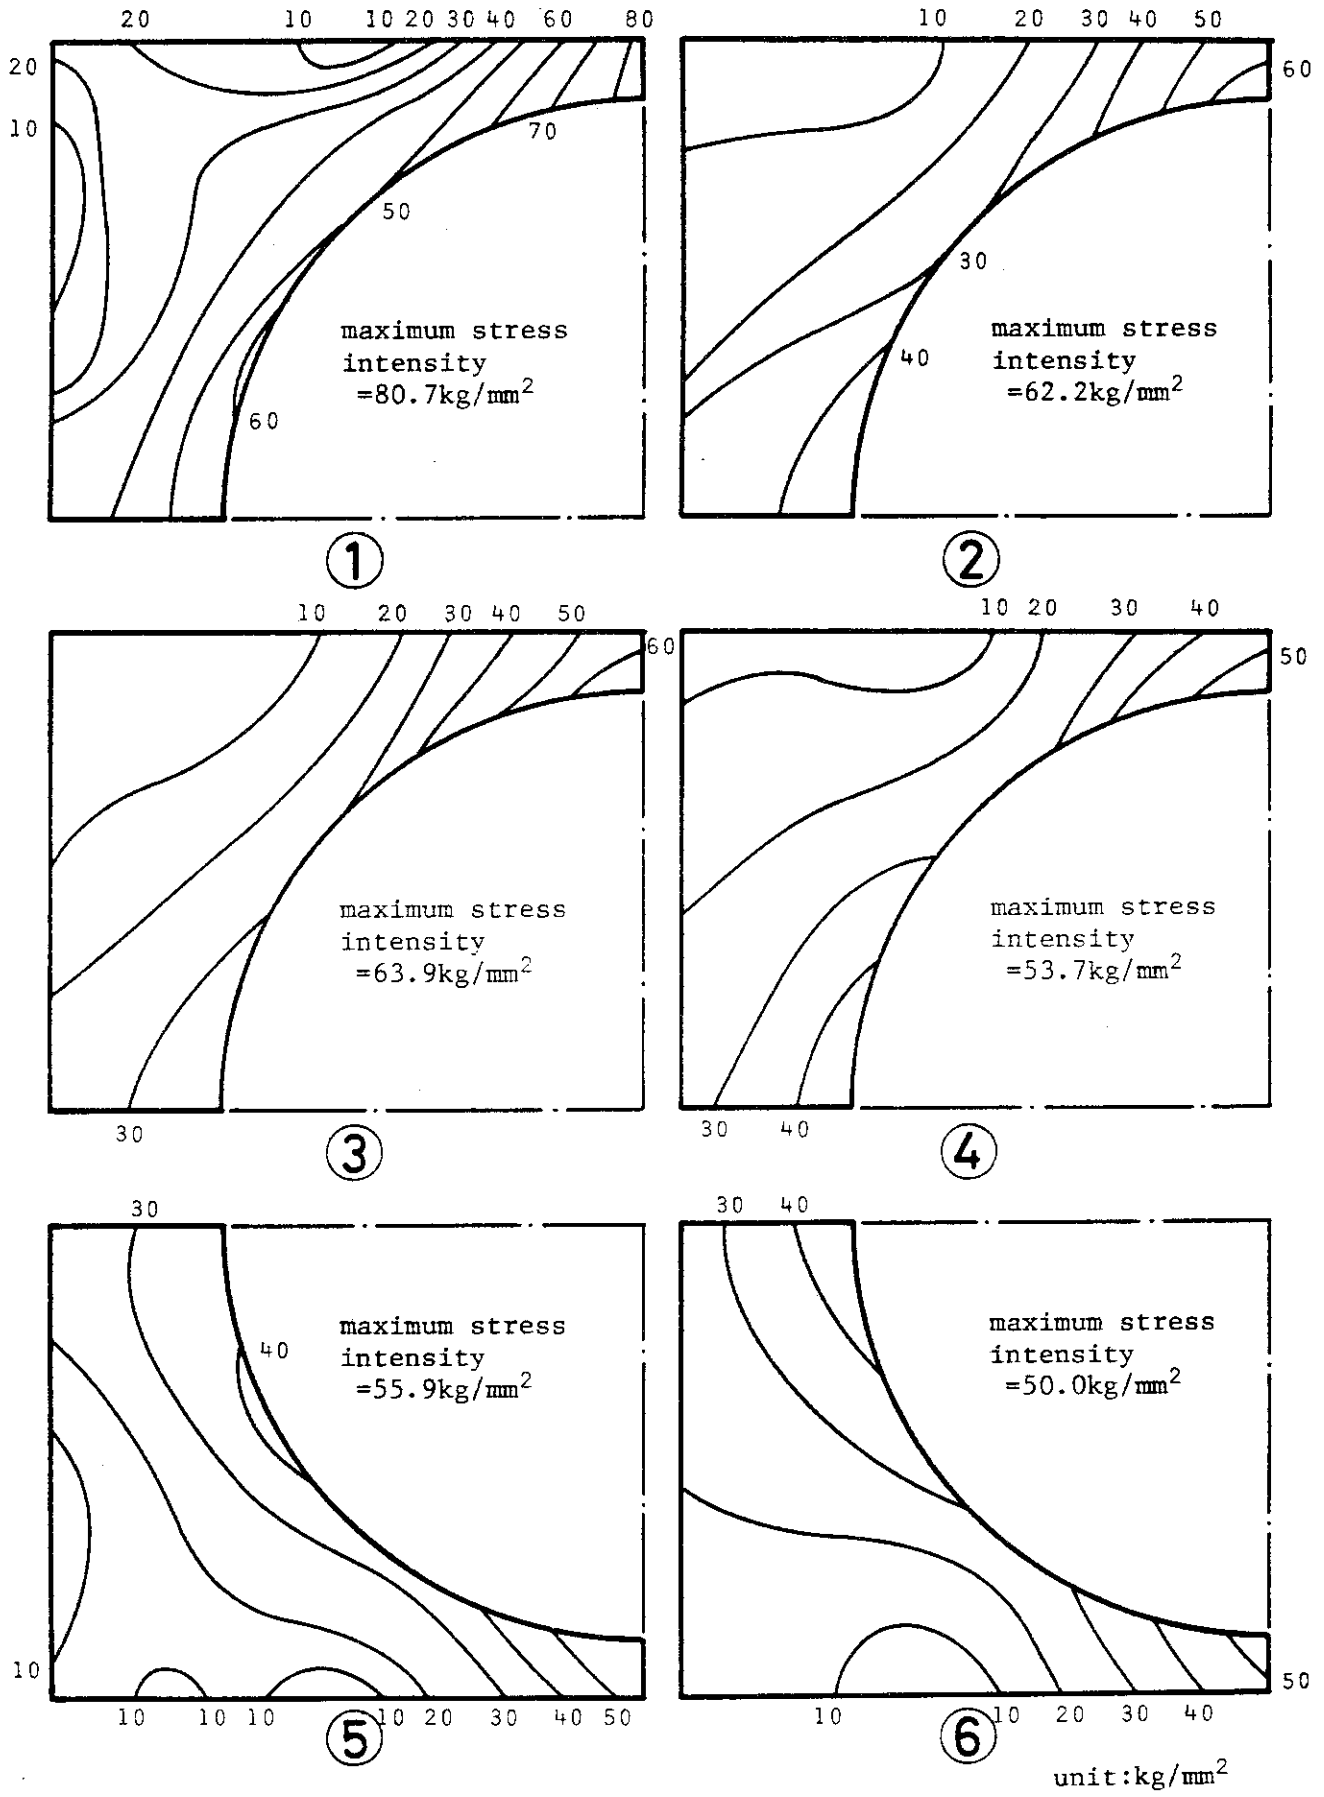 20 10 10 20 30 40 60 80
20
10
70
50
60
maximum stress
intensity
=80.7kg/mm²
①
10 20 30 40 50
60
30
40
maximum stress
intensity
=62.2kg/mm²
②
10 20 30 40 50
60
maximum stress
intensity
=63.9kg/mm²
30
③
10 20 30 40
50
maximum stress
intensity
=53.7kg/mm²
30 40
④
30
40
maximum stress
intensity
=55.9kg/mm²
10
10 10 10 10 20 30 40 50
⑤
30 40
maximum stress
intensity
=50.0kg/mm²
50
10 10 20 30 40
⑥
unit:kg/mm²